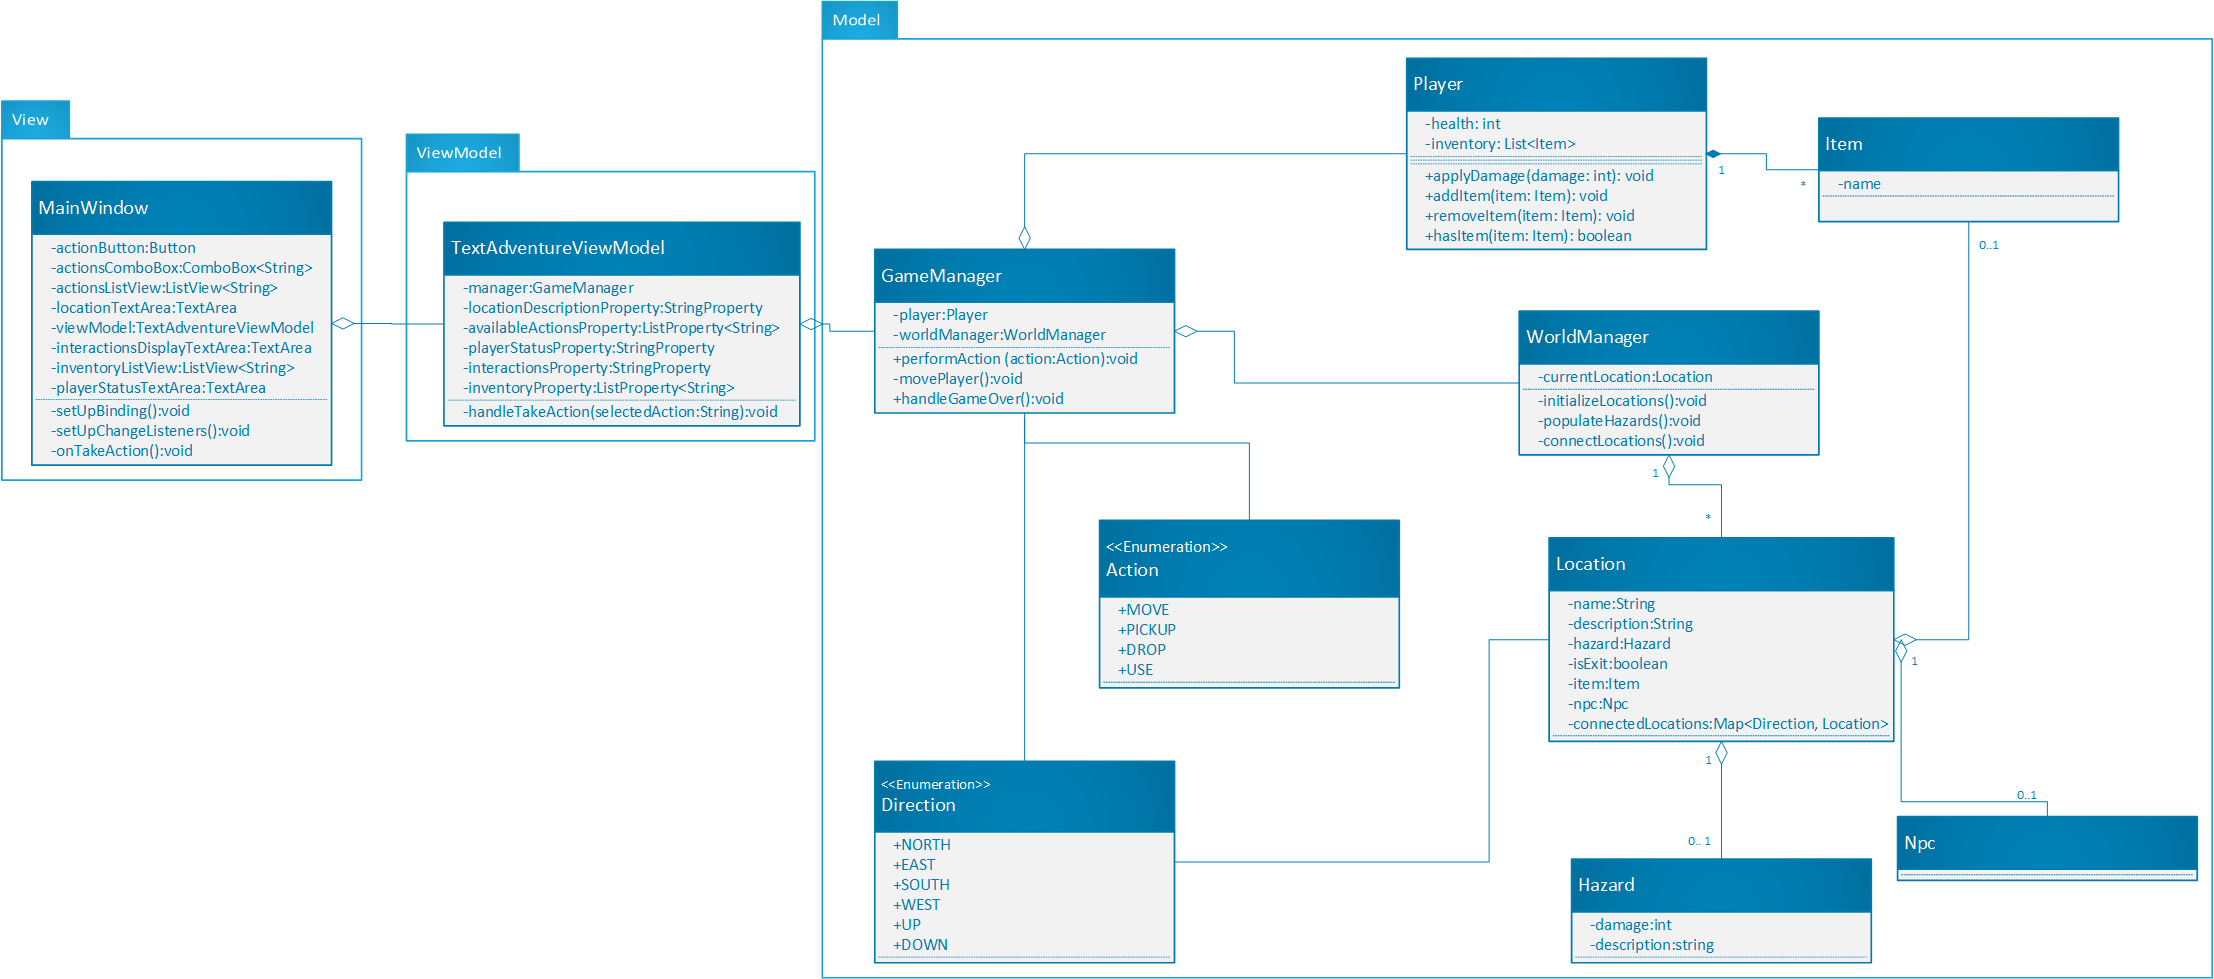 View
MainWindow
-actionButton:Button
-actionsComboBox:ComboBox<String>
-actionsListView:ListView<String>
-locationTextArea:TextArea
-viewModel:TextAdventureViewModel
-interactionsDisplayTextArea:TextArea
-inventoryListView:ListView<String>
-playerStatusTextArea:TextArea
-setUpBinding():void
-setUpChangeListeners():void
-onTakeAction():void
ViewModel
TextAdventureViewModel
-manager:GameManager
-locationDescriptionProperty:StringProperty
-availableActionsProperty:ListProperty<String>
-playerStatusProperty:StringProperty
-interactionsProperty:StringProperty
-inventoryProperty:ListProperty<String>
-handleTakeAction(selectedAction:String):void
Model
GameManager
-player:Player
-worldManager:WorldManager
+performAction (action:Action):void
-movePlayer():void
+handleGameOver():void
Player
-health: int
-inventory: List<Item>
+applyDamage(damage: int): void
+addItem(item: Item): void
+removeItem(item: Item): void
+hasItem(item: Item): boolean
1
*
Item
-name
0..1
WorldManager
-currentLocation:Location
-initializeLocations():void
-populateHazards():void
-connectLocations():void
1
*
<<Enumeration>>
Action
+MOVE
+PICKUP
+DROP
+USE
Location
-name:String
-description:String
-hazard:Hazard
-isExit:boolean
-item:Item
-npc:Npc
-connectedLocations:Map<Direction, Location>
1
1
0..1
0.. 1
<<Enumeration>>
Direction
+NORTH
+EAST
+SOUTH
+WEST
+UP
+DOWN
Hazard
-damage:int
-description:string
Npc